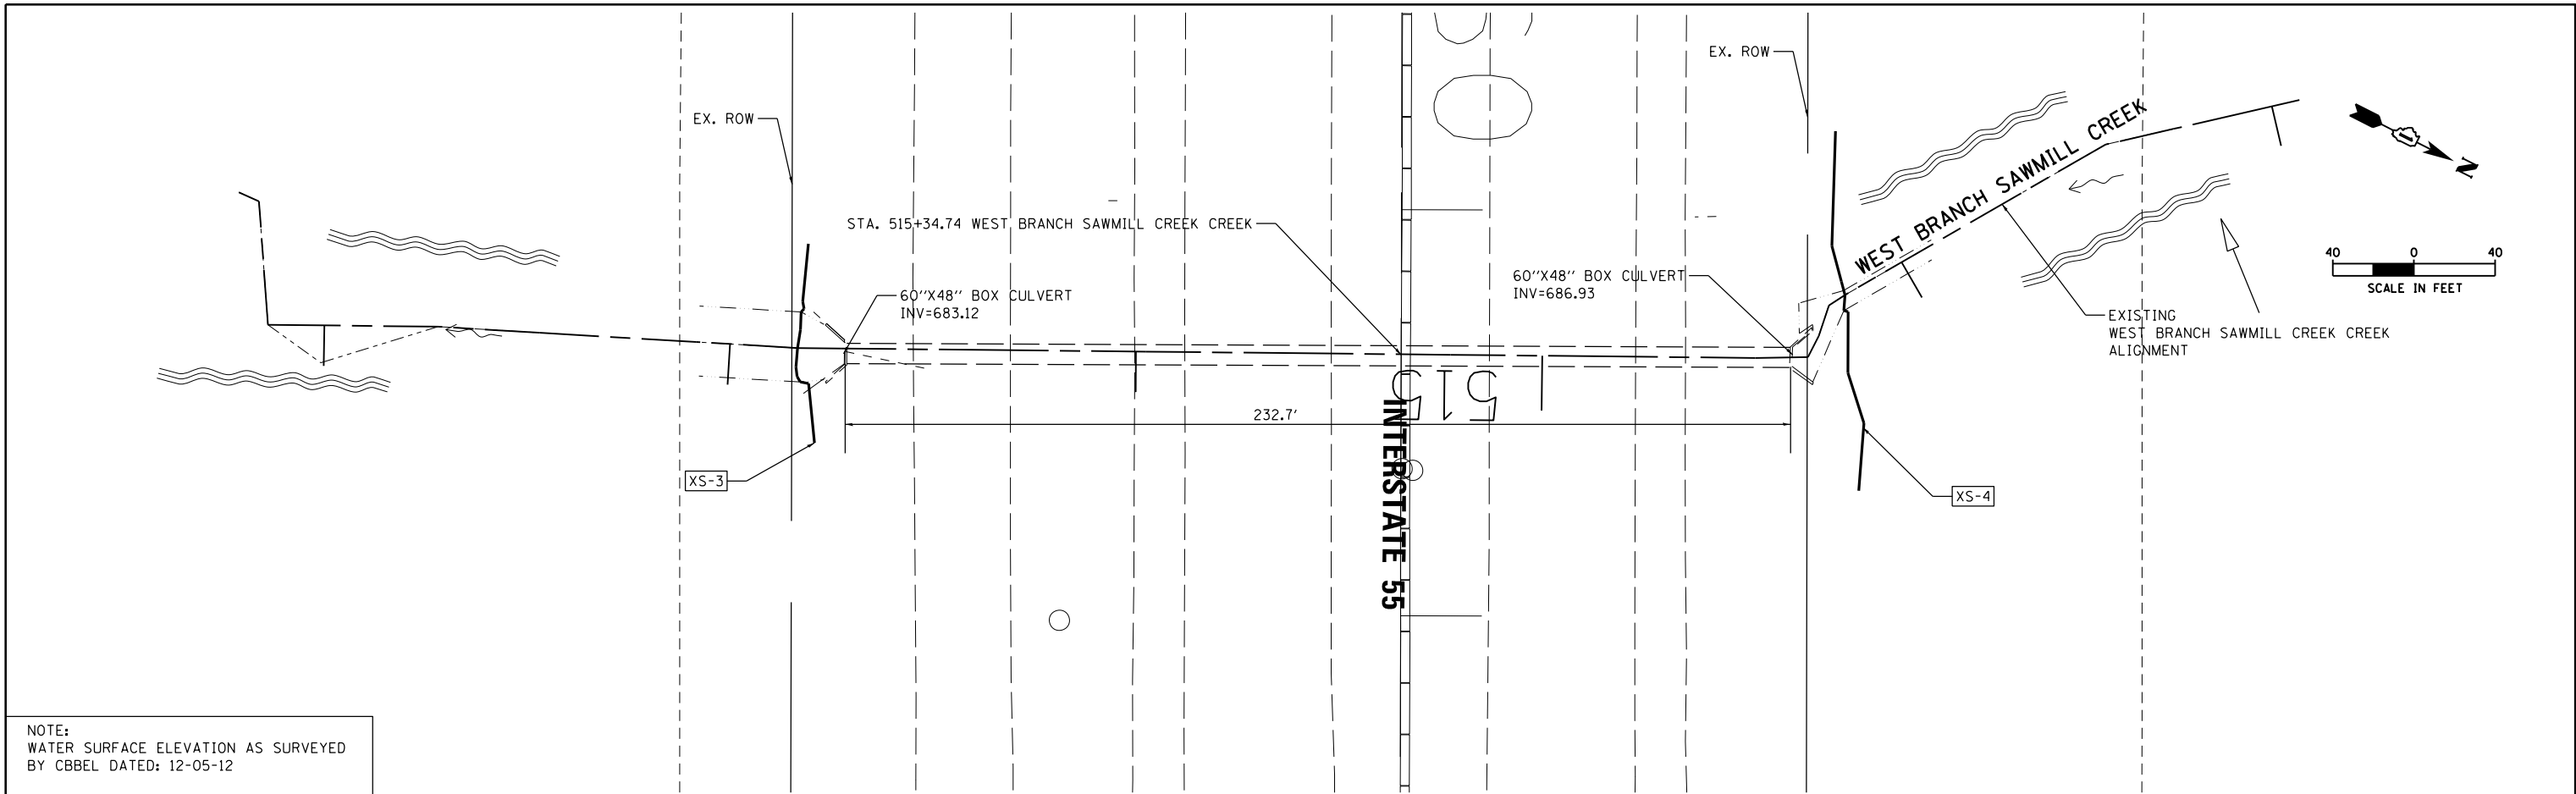 EX. ROW
EX. ROW
WEST BRANCH SAWMILL CREEK
N
STA. 515+34.74 WEST BRANCH SAWMILL CREEK CREEK
60''X48'' BOX CULVERT
INV=683.12
60''X48'' BOX CULVERT
INV=686.93
40 0 40
SCALE IN FEET
EXISTING
WEST BRANCH SAWMILL CREEK CREEK
ALIGNMENT
515
232.7'
INTERSTATE 55
XS-3
XS-4
NOTE:
WATER SURFACE ELEVATION AS SURVEYED
BY CBBEL DATED: 12-05-12